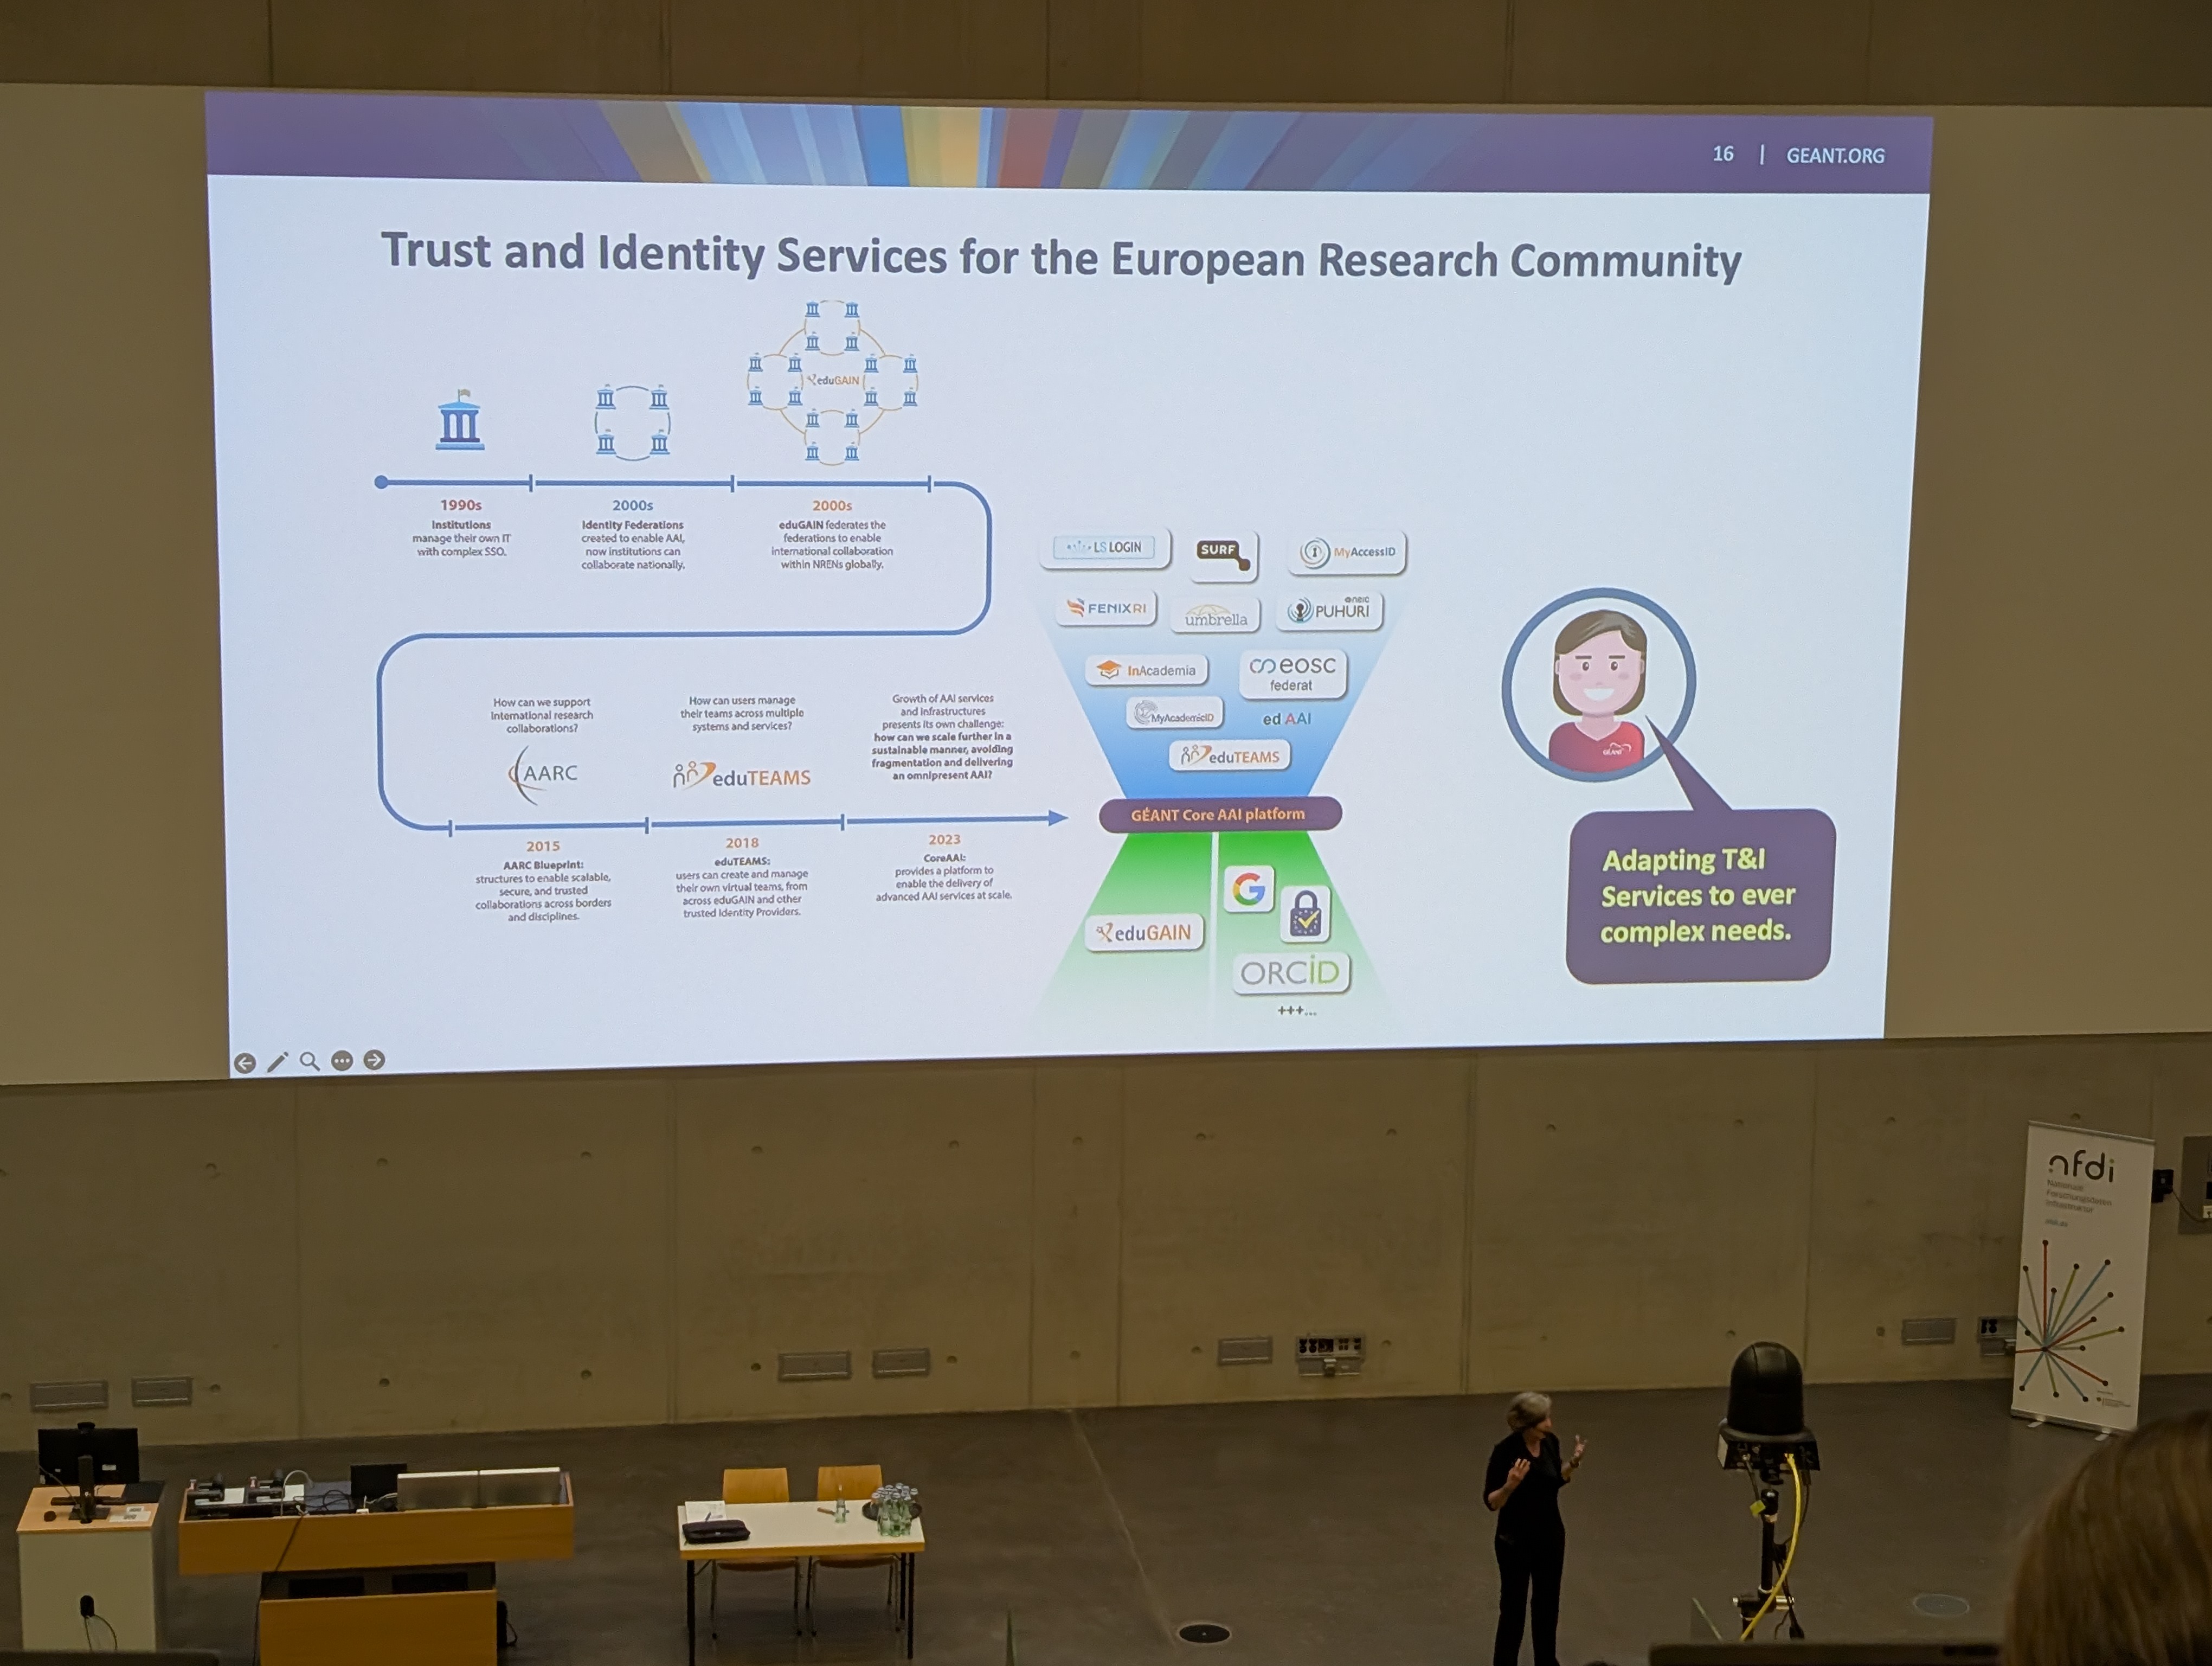 16 | GEANT.ORG
Trust and Identity Services for the European Research Community
eduGAIN
1990s
Institutions
manage their own IT
with complex SSO.
2000s
Identity Federations
created to enable AAI,
now institutions can
collaborate nationally.
2000s
eduGAIN federates the
federations to enable
international collaboration
within NRENs globally.
How can we support
International research
collaborations?
AARC
How can users manage
their teams across multiple
systems and services?
eduTEAMS
Growth of AAI services
and Infrastructures
presents its own challenge:
how can we scale further in a
sustainable manner, avoiding
fragmentation and delivering
an omnipresent AAI?
2015
AARC Blueprint:
structures to enable scalable,
secure, and trusted
collaborations across borders
and disciplines.
2018
eduTEAMS:
users can create and manage
their own virtual teams, from
across eduGAIN and other
trusted Identity Providers.
2023
CoreAAI:
provides a platform to
enable the delivery of
advanced AAI services at scale.
LS LOGIN
SURF
MyAccessID
FENIX RI
umbrella
neic
PUHURI
InAcademia
eosc
federat
MyAcademicID
ed AAI
eduTEAMS
GÉANT Core AAI platform
eduGAIN
G
ORCiD
+++...
GÉANT
Adapting T&I
Services to ever
complex needs.
nfdi
Nationale
Forschungsdaten
Infrastruktur